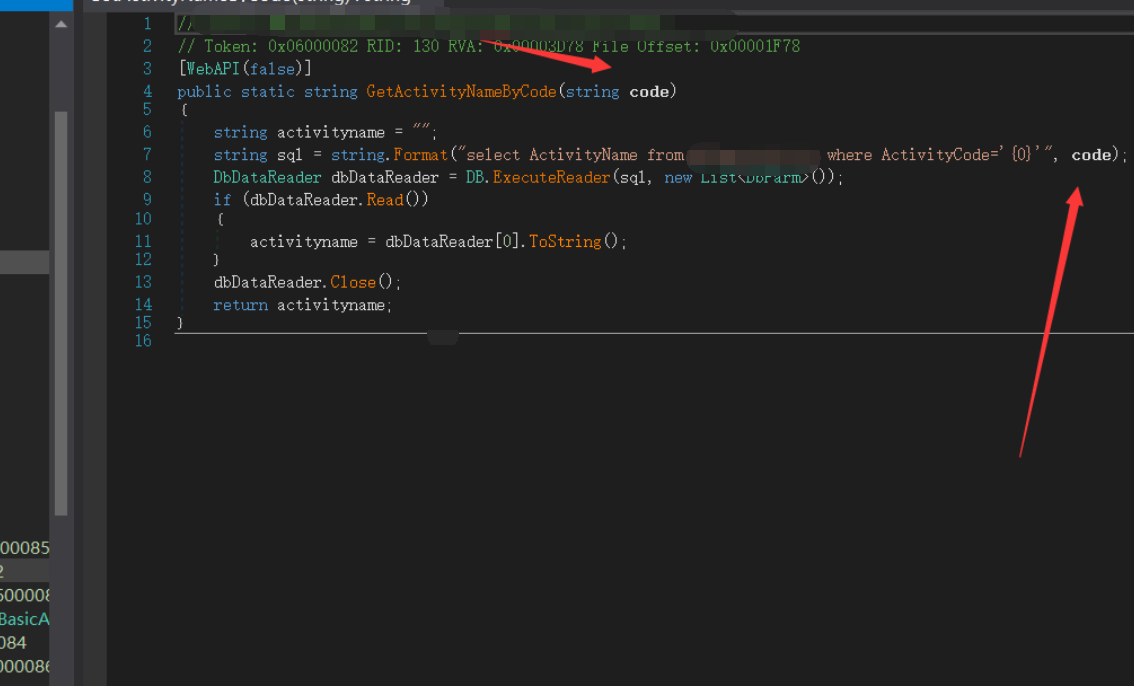 1 //
2 // Token: 0x06000082 RID: 130 RVA: 0x00003D78 File Offset: 0x00001F78
3 [WebAPI(false)]
4 public static string GetActivityNameByCode(string code)
5 {
6 string activityname = "";
7 string sql = string.Format("select ActivityName from where ActivityCode='{0}'", code);
8 DbDataReader dbDataReader = DB.ExecuteReader(sql, new List<DbParm>());
9 if (dbDataReader.Read())
10 {
11 activityname = dbDataReader[0].ToString();
12 }
13 dbDataReader.Close();
14 return activityname;
15 }
16
00085
2
500008
BasicA
084
000086